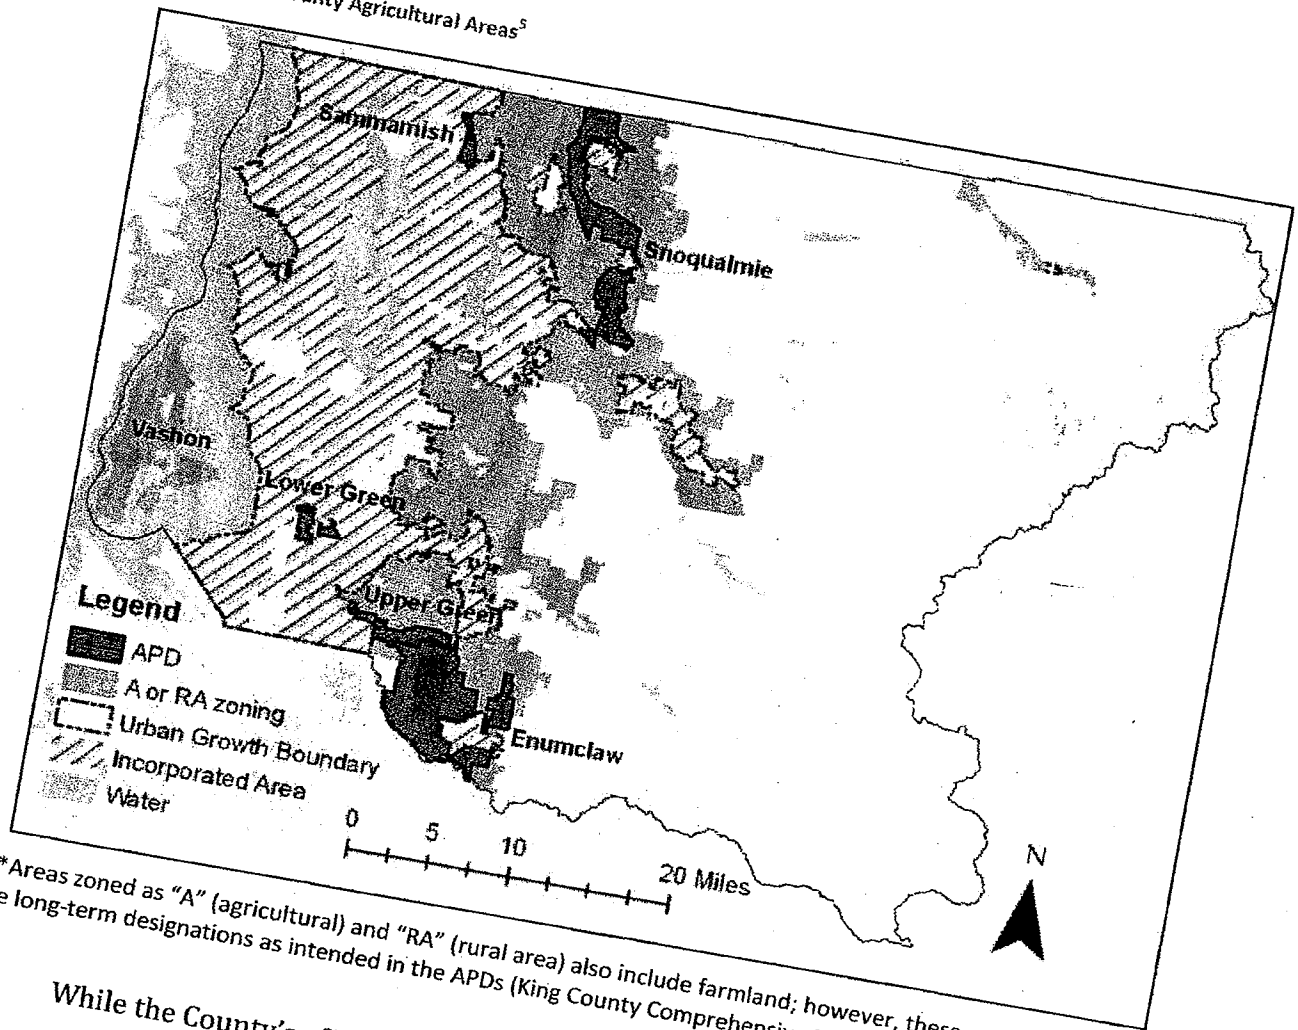 Agricultural Areas⁵
Sammamish
Snoqualmie
Vashon
Lower Green
Upper Green
Enumclaw
Legend
APD
A or RA zoning
Urban Growth Boundary
Incorporated Area
Water
0 5 10 20 Miles
N
*Areas zoned as “A” (agricultural) and “RA” (rural area) also include farmland; however, these
long-term designations as intended in the APDs (King County
While the County’s